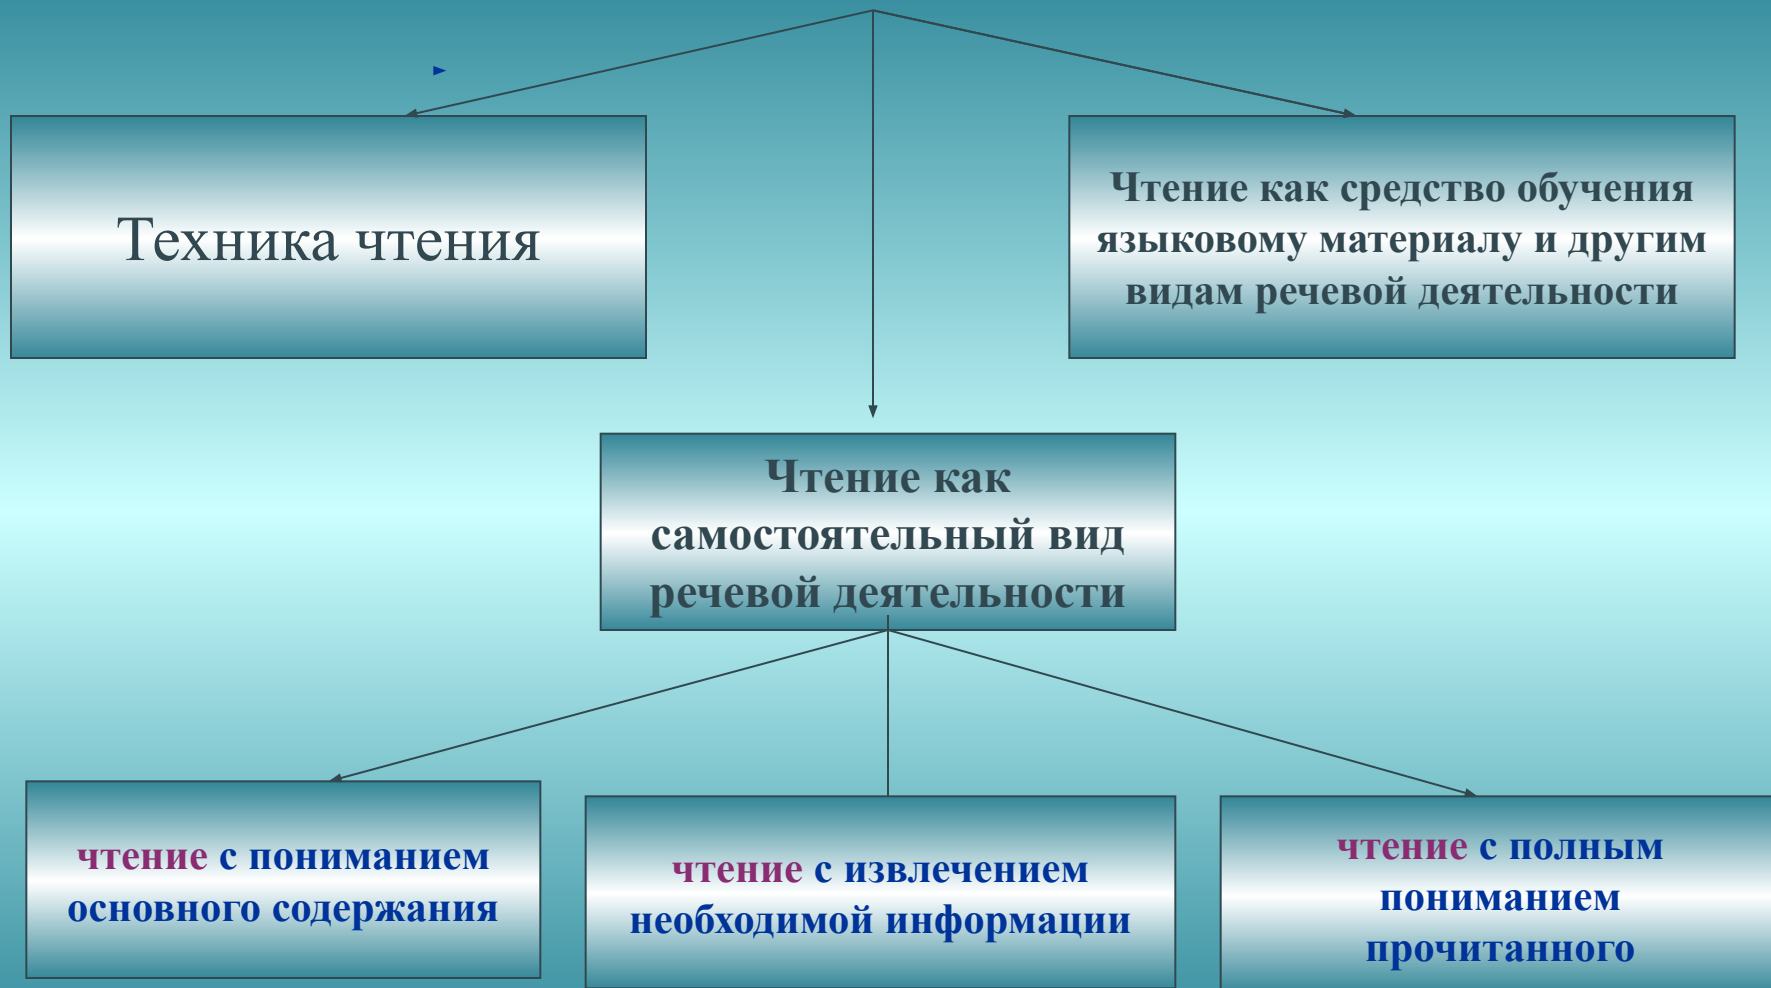 Техника чтения
Чтение как средство обучения
языковому материалу и другим
видам речевой деятельности
Чтение как
самостоятельный вид
речевой деятельности
чтение с пониманием
основного содержания
чтение с извлечением
необходимой информации
чтение с полным
пониманием
прочитанного